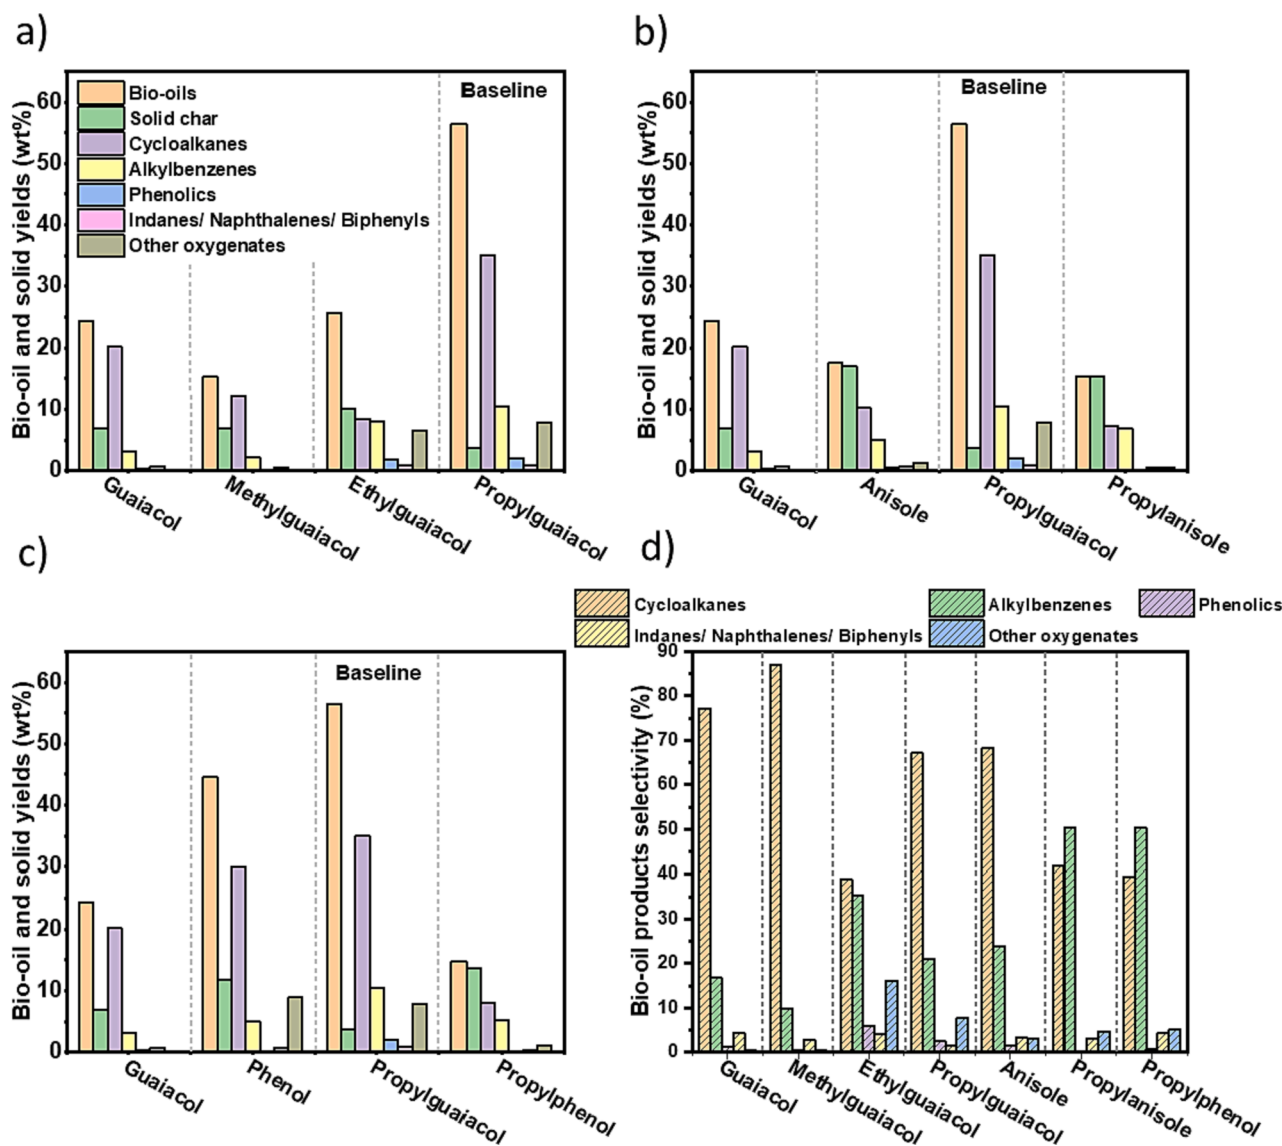 a)
Bio-oil and solid yields (wt%)
60
50
40
30
20
10
0
Bio-oils
Solid char
Cycloalkanes
Alkylbenzenes
Phenolics
Indanes/ Naphthalenes/ Biphenyls
Other oxygenates
Baseline
Guaiacol
Methylguaiacol
Ethylguaiacol
Propylguaiacol
b)
Bio-oil and solid yields (wt%)
60
50
40
30
20
10
0
Baseline
Guaiacol
Anisole
Propylguaiacol
Propylanisole
c)
Bio-oil and solid yields (wt%)
60
50
40
30
20
10
0
Baseline
Guaiacol
Phenol
Propylguaiacol
Propylphenol
d)
Cycloalkanes
Alkylbenzenes
Phenolics
Indanes/ Naphthalenes/ Biphenyls
Other oxygenates
Bio-oil products selectivity (%)
90
80
70
60
50
40
30
20
10
0
Guaiacol
Methylguaiacol
Ethylguaiacol
Propylguaiacol
Anisole
Propylanisole
Propylphenol